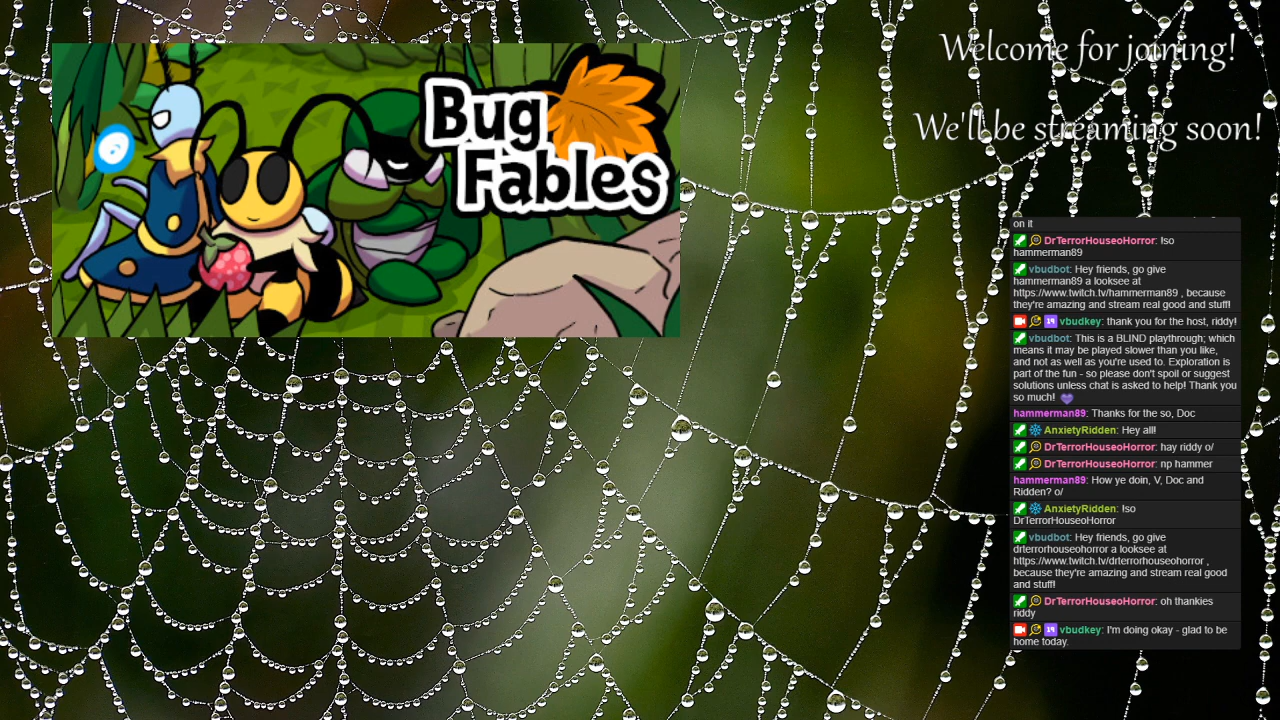 Welcome for joining!
We'll be streaming soon!
Bug
Fables
on it
DrTerrorHouseoHorror: !so
hammerman89
vbudbot: Hey friends, go give
hammerman89 a looksee at
https://www.twitch.tv/hammerman89 , because
they're amazing and stream real good and stuff!
19 vbudkey: thank you for the host, riddy!
vbudbot: This is a BLIND playthrough; which
means it may be played slower than you like,
and not as well as you're used to. Exploration is
part of the fun - so please don't spoil or suggest
solutions unless chat is asked to help! Thank you
so much!
hammerman89: Thanks for the so, Doc
AnxietyRidden: Hey all!
DrTerrorHouseoHorror: hay riddy o/
DrTerrorHouseoHorror: np hammer
hammerman89: How ye doin, V, Doc and
Ridden? o/
AnxietyRidden: !so
DrTerrorHouseoHorror
vbudbot: Hey friends, go give
drterrorhouseohorror a looksee at
https://www.twitch.tv/drterrorhouseohorror ,
because they're amazing and stream real good
and stuff!
DrTerrorHouseoHorror: oh thankies
riddy
19 vbudkey: I'm doing okay - glad to be
home today.